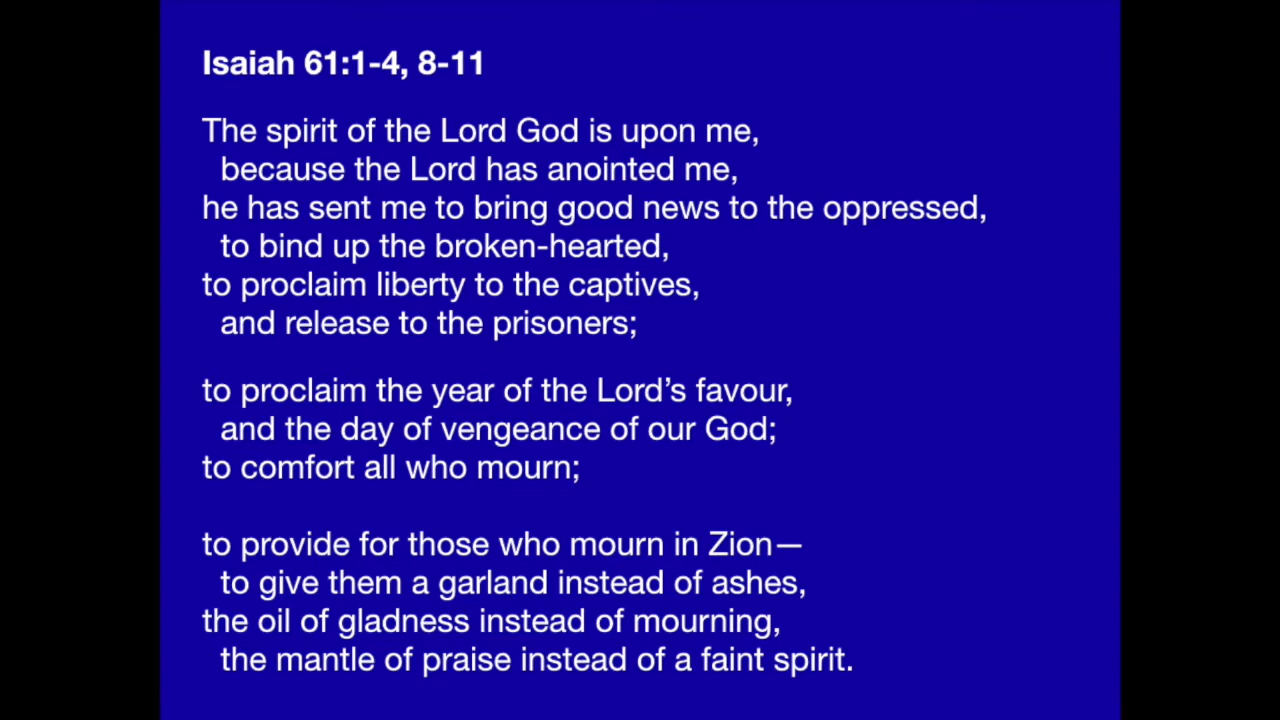 Isaiah 61:1-4, 8-11
The spirit of the Lord God is upon me,
because the Lord has anointed me,
he has sent me to bring good news to the oppressed,
to bind up the broken-hearted,
to proclaim liberty to the captives,
and release to the prisoners;
to proclaim the year of the Lord’s favour,
and the day of vengeance of our God;
to comfort all who mourn;
to provide for those who mourn in Zion—
to give them a garland instead of ashes,
the oil of gladness instead of mourning,
the mantle of praise instead of a faint spirit.